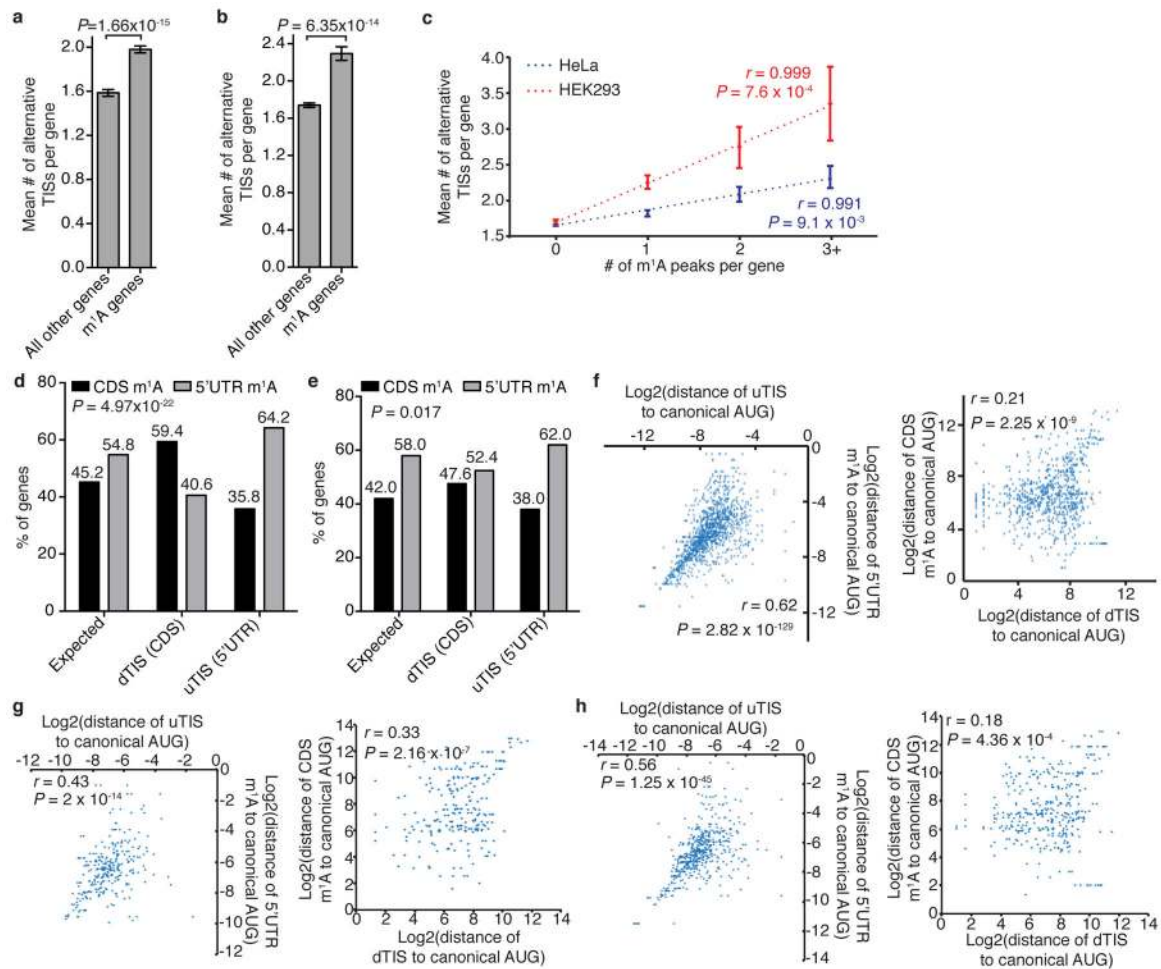 a
P=1.66x10⁻¹⁵
Mean # of alternative
TISs per gene
2.0
1.6
1.2
0.8
0.4
0.0
All other genes
m¹A genes
b
P = 6.35x10⁻¹⁴
Mean # of alternative
TISs per gene
2.4
2.0
1.6
1.2
0.8
0.4
0.0
All other genes
m¹A genes
c
Mean # of alternative
TISs per gene
4.0
3.5
3.0
2.5
2.0
1.5
HeLa
HEK293
r = 0.999
P = 7.6 x 10⁻⁴
r = 0.991
P = 9.1 x 10⁻³
0 1 2 3+
# of m¹A peaks per gene
d
CDS m¹A 5'UTR m¹A
P = 4.97x10⁻²²
% of genes
80
60
40
20
0
45.2 54.8 59.4 40.6 35.8 64.2
Expected
dTIS (CDS)
uTIS (5'UTR)
e
CDS m¹A 5'UTR m¹A
P = 0.017
% of genes
80
60
40
20
0
42.0 58.0 47.6 52.4 38.0 62.0
Expected
dTIS (CDS)
uTIS (5'UTR)
f
Log2(distance of uTIS
to canonical AUG)
-12 -8 -4 0
0
-4
-8
-12
Log2(distance of 5'UTR
m¹A to canonical AUG)
r = 0.62
P = 2.82 x 10⁻¹²⁹
r = 0.21
P = 2.25 x 10⁻⁹
Log2(distance of CDS
m¹A to canonical AUG)
12
8
4
0
0 4 8 12
Log2(distance of dTIS
to canonical AUG)
g
Log2(distance of uTIS
to canonical AUG)
-12 -10 -8 -6 -4 -2 0
0
-2
-4
-6
-8
-10
-12
r = 0.43
P = 2 x 10⁻¹⁴
Log2(distance of 5'UTR
m¹A to canonical AUG)
r = 0.33
P = 2.16 x 10⁻⁷
Log2(distance of CDS
m¹A to canonical AUG)
14
13
12
10
8
6
4
2
0
0 2 4 6 8 10 12 14
Log2(distance of
dTIS to canonical AUG)
h
Log2(distance of uTIS
to canonical AUG)
-14 -12 -10 -8 -6 -4 -2 0
0
-2
-4
-6
-8
-10
-12
-14
r = 0.56
P = 1.25 x 10⁻⁴⁵
Log2(distance of 5'UTR
m¹A to canonical AUG)
r = 0.18
P = 4.36 x 10⁻⁴
Log2(distance of CDS
m¹A to canonical AUG)
14
13
12
10
8
6
4
2
0
0 2 4 6 8 10 12 14
Log2(distance of dTIS
to canonical AUG)